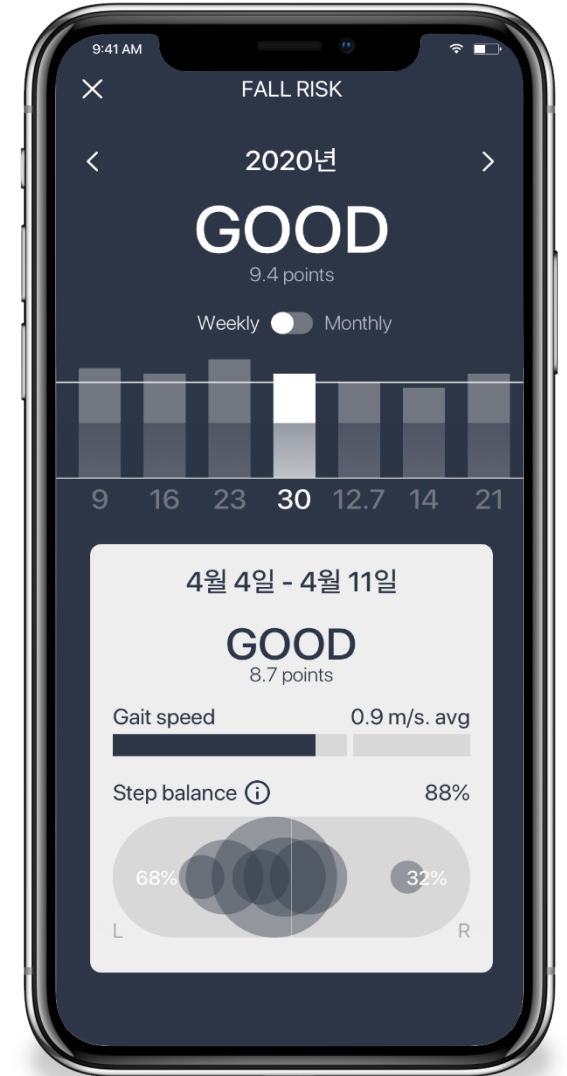 9:41 AM
FALL RISK
2020년
GOOD
9.4 points
Weekly Monthly
9 16 23 30 12.7 14 21
4월 4일 - 4월 11일
GOOD
8.7 points
Gait speed 0.9 m/s. avg
Step balance i 88%
68% 32%
L R